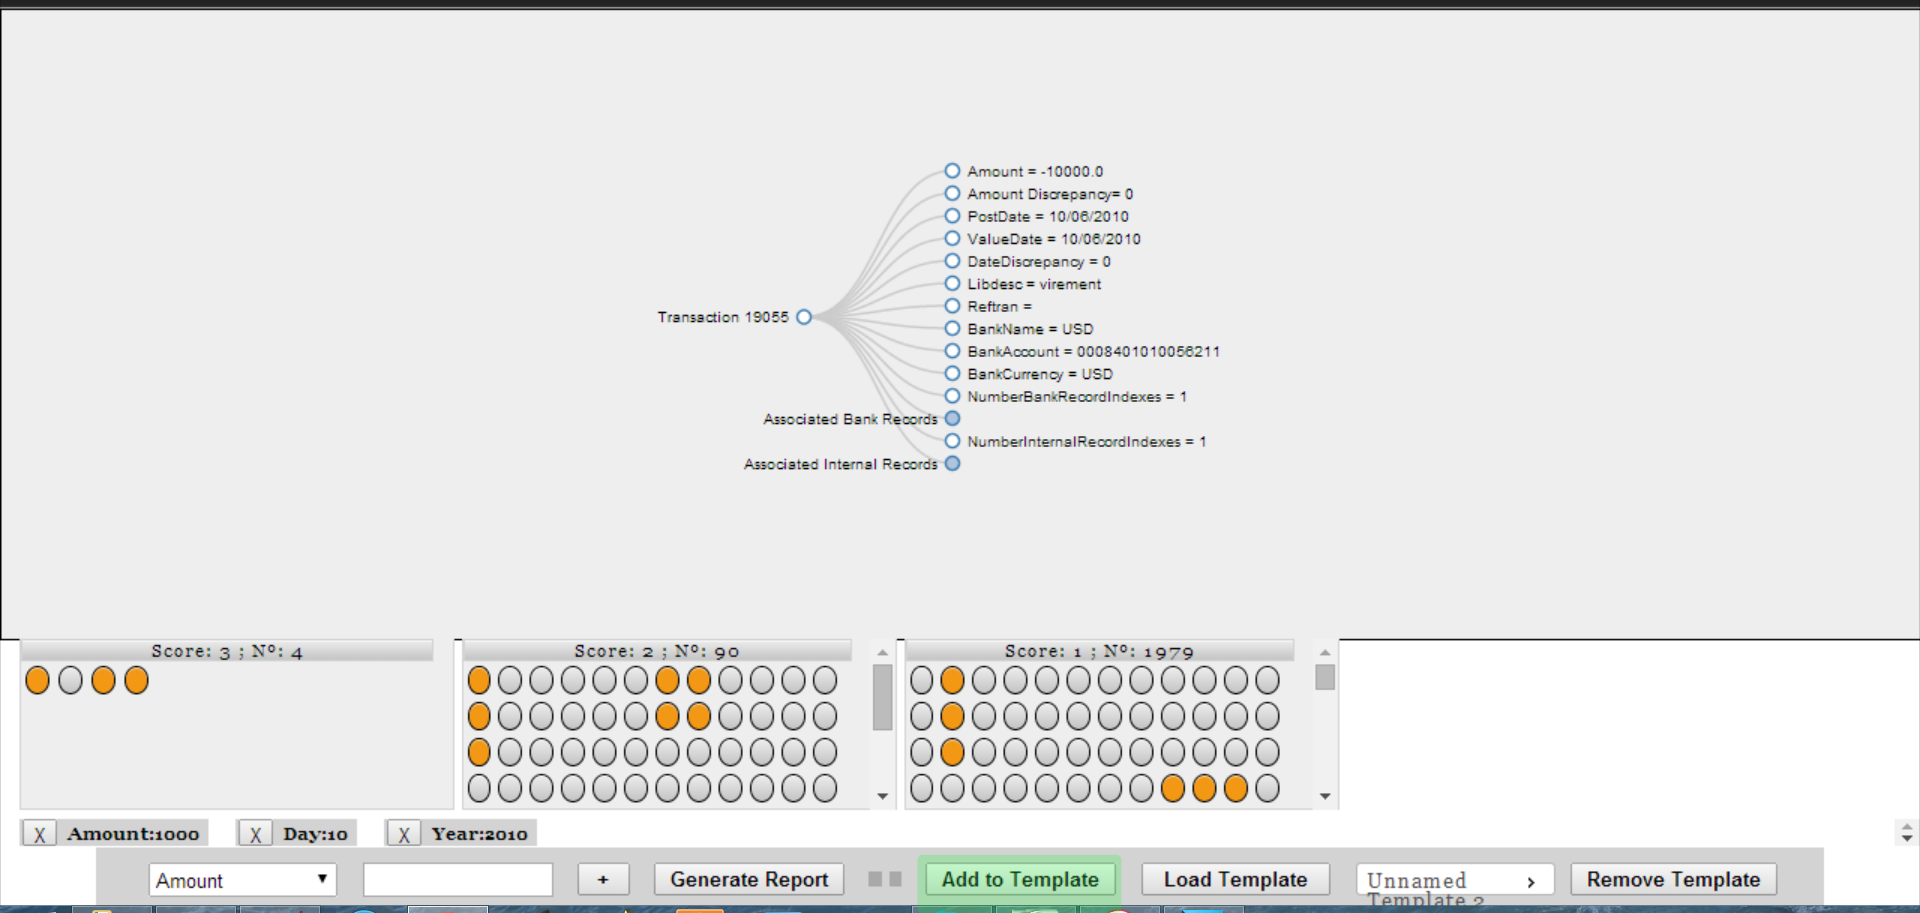 Amount = -10000.0
Amount Discrepancy= 0
PostDate = 10/06/2010
ValueDate = 10/06/2010
DateDiscrepancy = 0
Libdesc = virement
Reftran =
Transaction 19055
BankName = USD
BankAccount = 0008401010056211
BankCurrency = USD
NumberBankRecordIndexes = 1
Associated Bank Records
NumberInternalRecordIndexes = 1
Associated Internal Records
Score: 3 ; Nº: 4
Score: 2 ; Nº: 90
Score: 1 ; Nº: 1979
X Amount:1000 X Day:10 X Year:2010
Amount + Generate Report Add to Template Load Template Unnamed Template 2 Remove Template